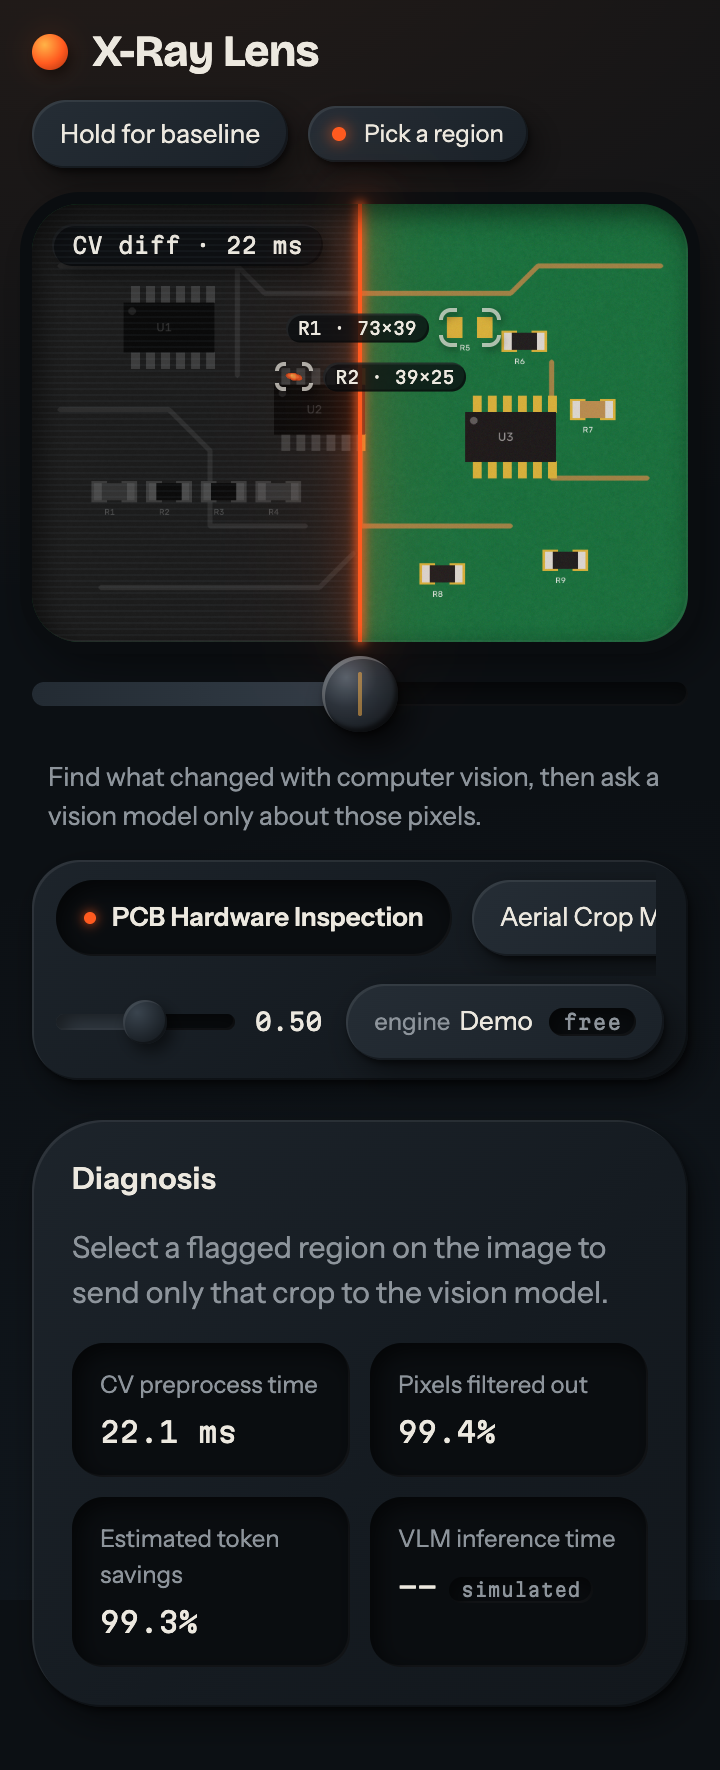 X-Ray Lens
Hold for baseline
Pick a region
CV diff · 22 ms
U1
R1 · 73×39
R5
R6
R2 · 39×25
U2
U3
R7
R1
R2
R3
R4
R8
R9
Find what changed with computer vision, then ask a
vision model only about those pixels.
PCB Hardware Inspection
Aerial Crop M
0.50
engine Demo free
Diagnosis
Select a flagged region on the image to
send only that crop to the vision model.
CV preprocess time
22.1 ms
Pixels filtered out
99.4%
Estimated token
savings
99.3%
VLM inference time
-- simulated